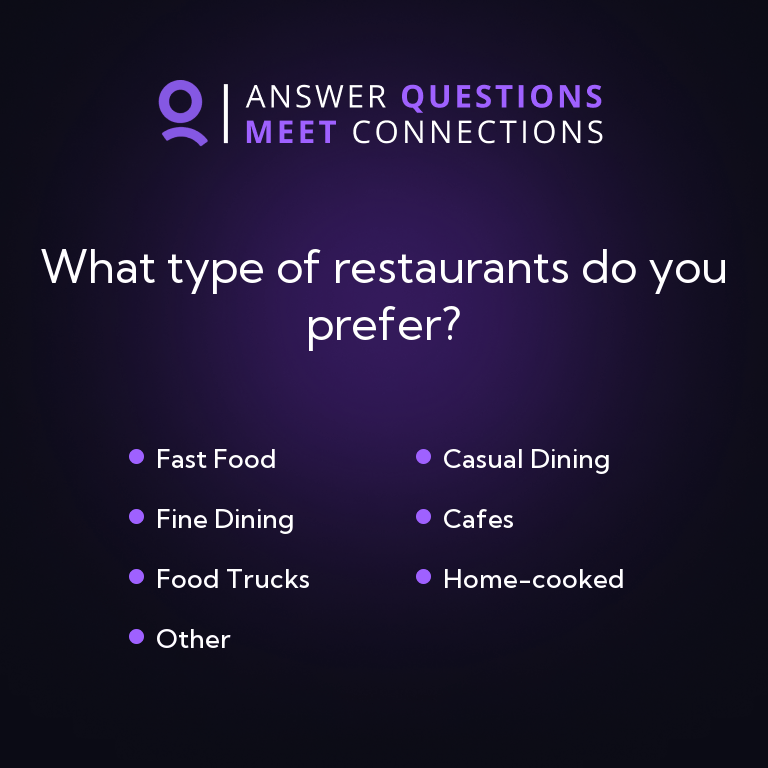 ANSWER QUESTIONS
MEET CONNECTIONS
What type of restaurants do you
prefer?
Fast Food
Casual Dining
Fine Dining
Cafes
Food Trucks
Home-cooked
Other